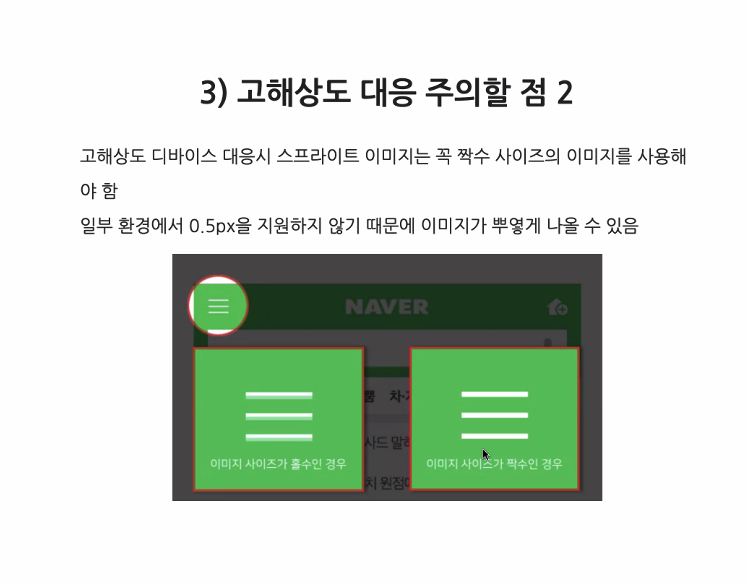 3) 고해상도 대응 주의할 점 2
고해상도 디바이스 대응시 스프라이트 이미지는 꼭 짝수 사이즈의 이미지를 사용해
야 함
일부 환경에서 0.5px을 지원하지 않기 때문에 이미지가 뿌옇게 나올 수 있음
NAVER
차·
사드 말
이미지 사이즈가 홀수인 경우
이미지 사이즈가 짝수인 경우
치 원점